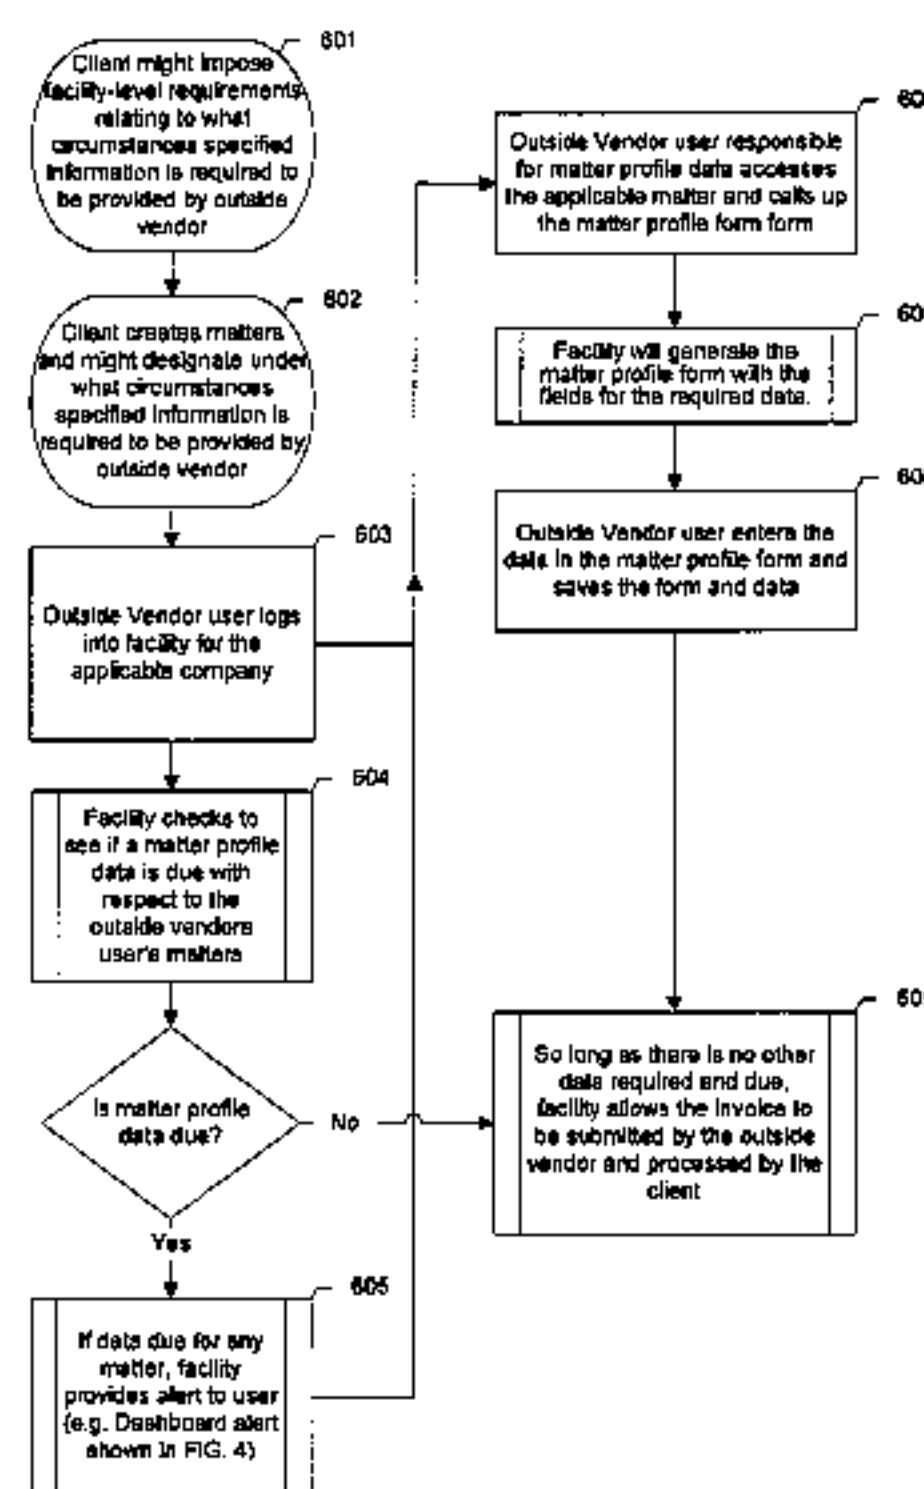 601
Client might impose
facility-level requirements
relating to what
circumstances specified
information is required to
be provided by outside
vendor
602
Client creates matters
and might designate under
what circumstances
specified information is
required to be provided by
outside vendor
603
Outside Vendor user logs
into facility for the
applicable company
604
Facility checks to
see if a matter profile
data is due with
respect to the
outside vendors
user's matters
Is matter profile
data due?
No
Yes
605
If data due for any
matter, facility
provides alert to user
(e.g. Dashboard alert
shown in FIG. 4)
60
Outside Vendor user responsible
for matter profile data accesses
the applicable matter and calls up
the matter profile form form
60
Facility will generate the
matter profile form with the
fields for the required data.
60
Outside Vendor user enters the
data in the matter profile form and
saves the form and data
60
So long as there is no other
data required and due,
facility allows the invoice to
be submitted by the outside
vendor and processed by the
client